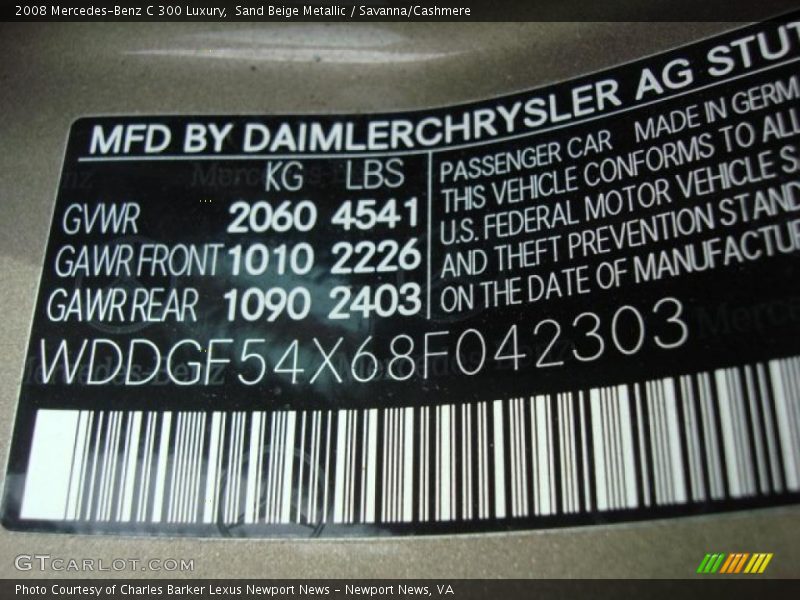 2008 Mercedes-Benz C 300 Luxury, Sand Beige Metallic / Savanna/Cashmere
MFD BY DAIMLERCHRYSLER AG STUT
KG LBS
GVWR 2060 4541
GAWR FRONT 1010 2226
GAWR REAR 1090 2403
PASSENGER CAR MADE IN GERM
THIS VEHICLE CONFORMS TO ALL
U.S. FEDERAL MOTOR VEHICLE S
AND THEFT PREVENTION STAND
ON THE DATE OF MANUFACTUR
WDDGF54X68F042303
GTCARLOT.COM
Photo Courtesy of Charles Barker Lexus Newport News - Newport News, VA